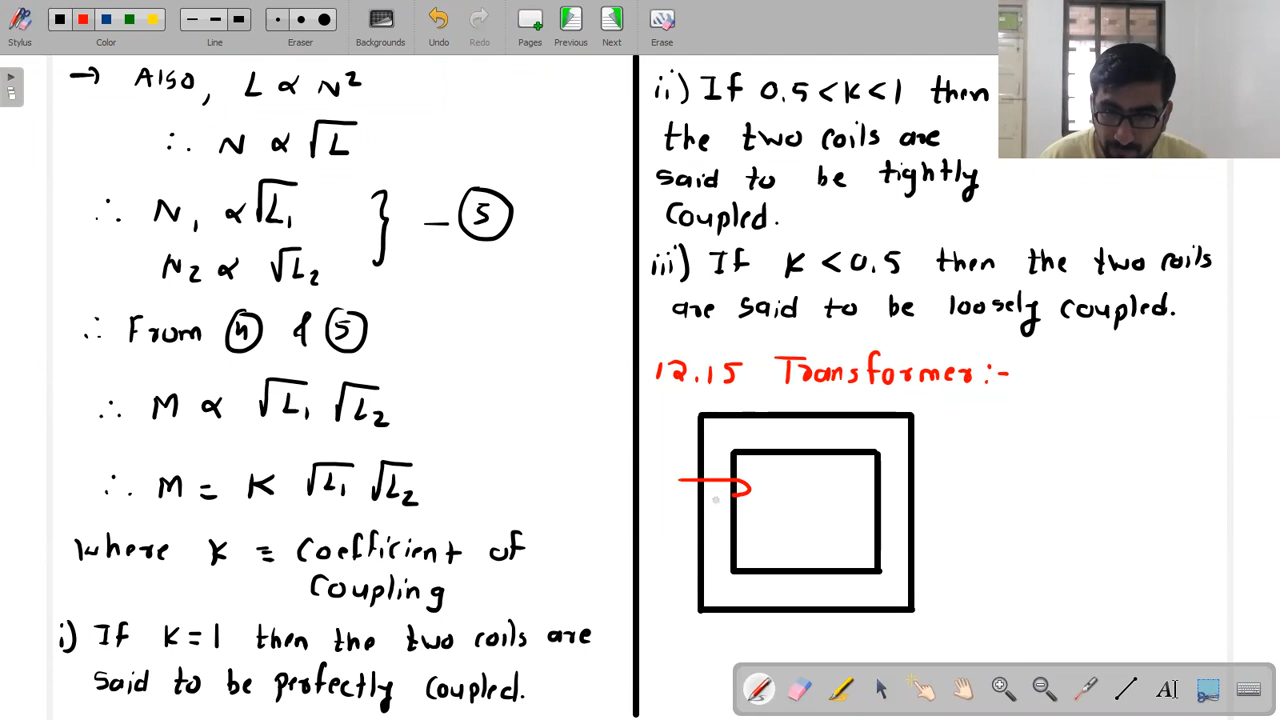 Stylus
Color
Line
Eraser
Backgrounds
Undo
Redo
Pages
Previous
Next
Erase
→ Also, L ∝ N²
∴ N ∝ √L
∴ N₁ ∝ √L₁
N₂ ∝ √L₂ } — ⑤
∴ From ④ & ⑤
∴ M ∝ √L₁ √L₂
∴ M = K √L₁ √L₂
where K = Coefficient of
Coupling
i) If K=1 then the two coils are
said to be perfectly coupled.
ii) If 0.5 < K < 1 then
the two coils are
said to be tightly
Coupled.
iii) If K < 0.5 then the two coils
are said to be loosely coupled.
12.15 Transformer :-